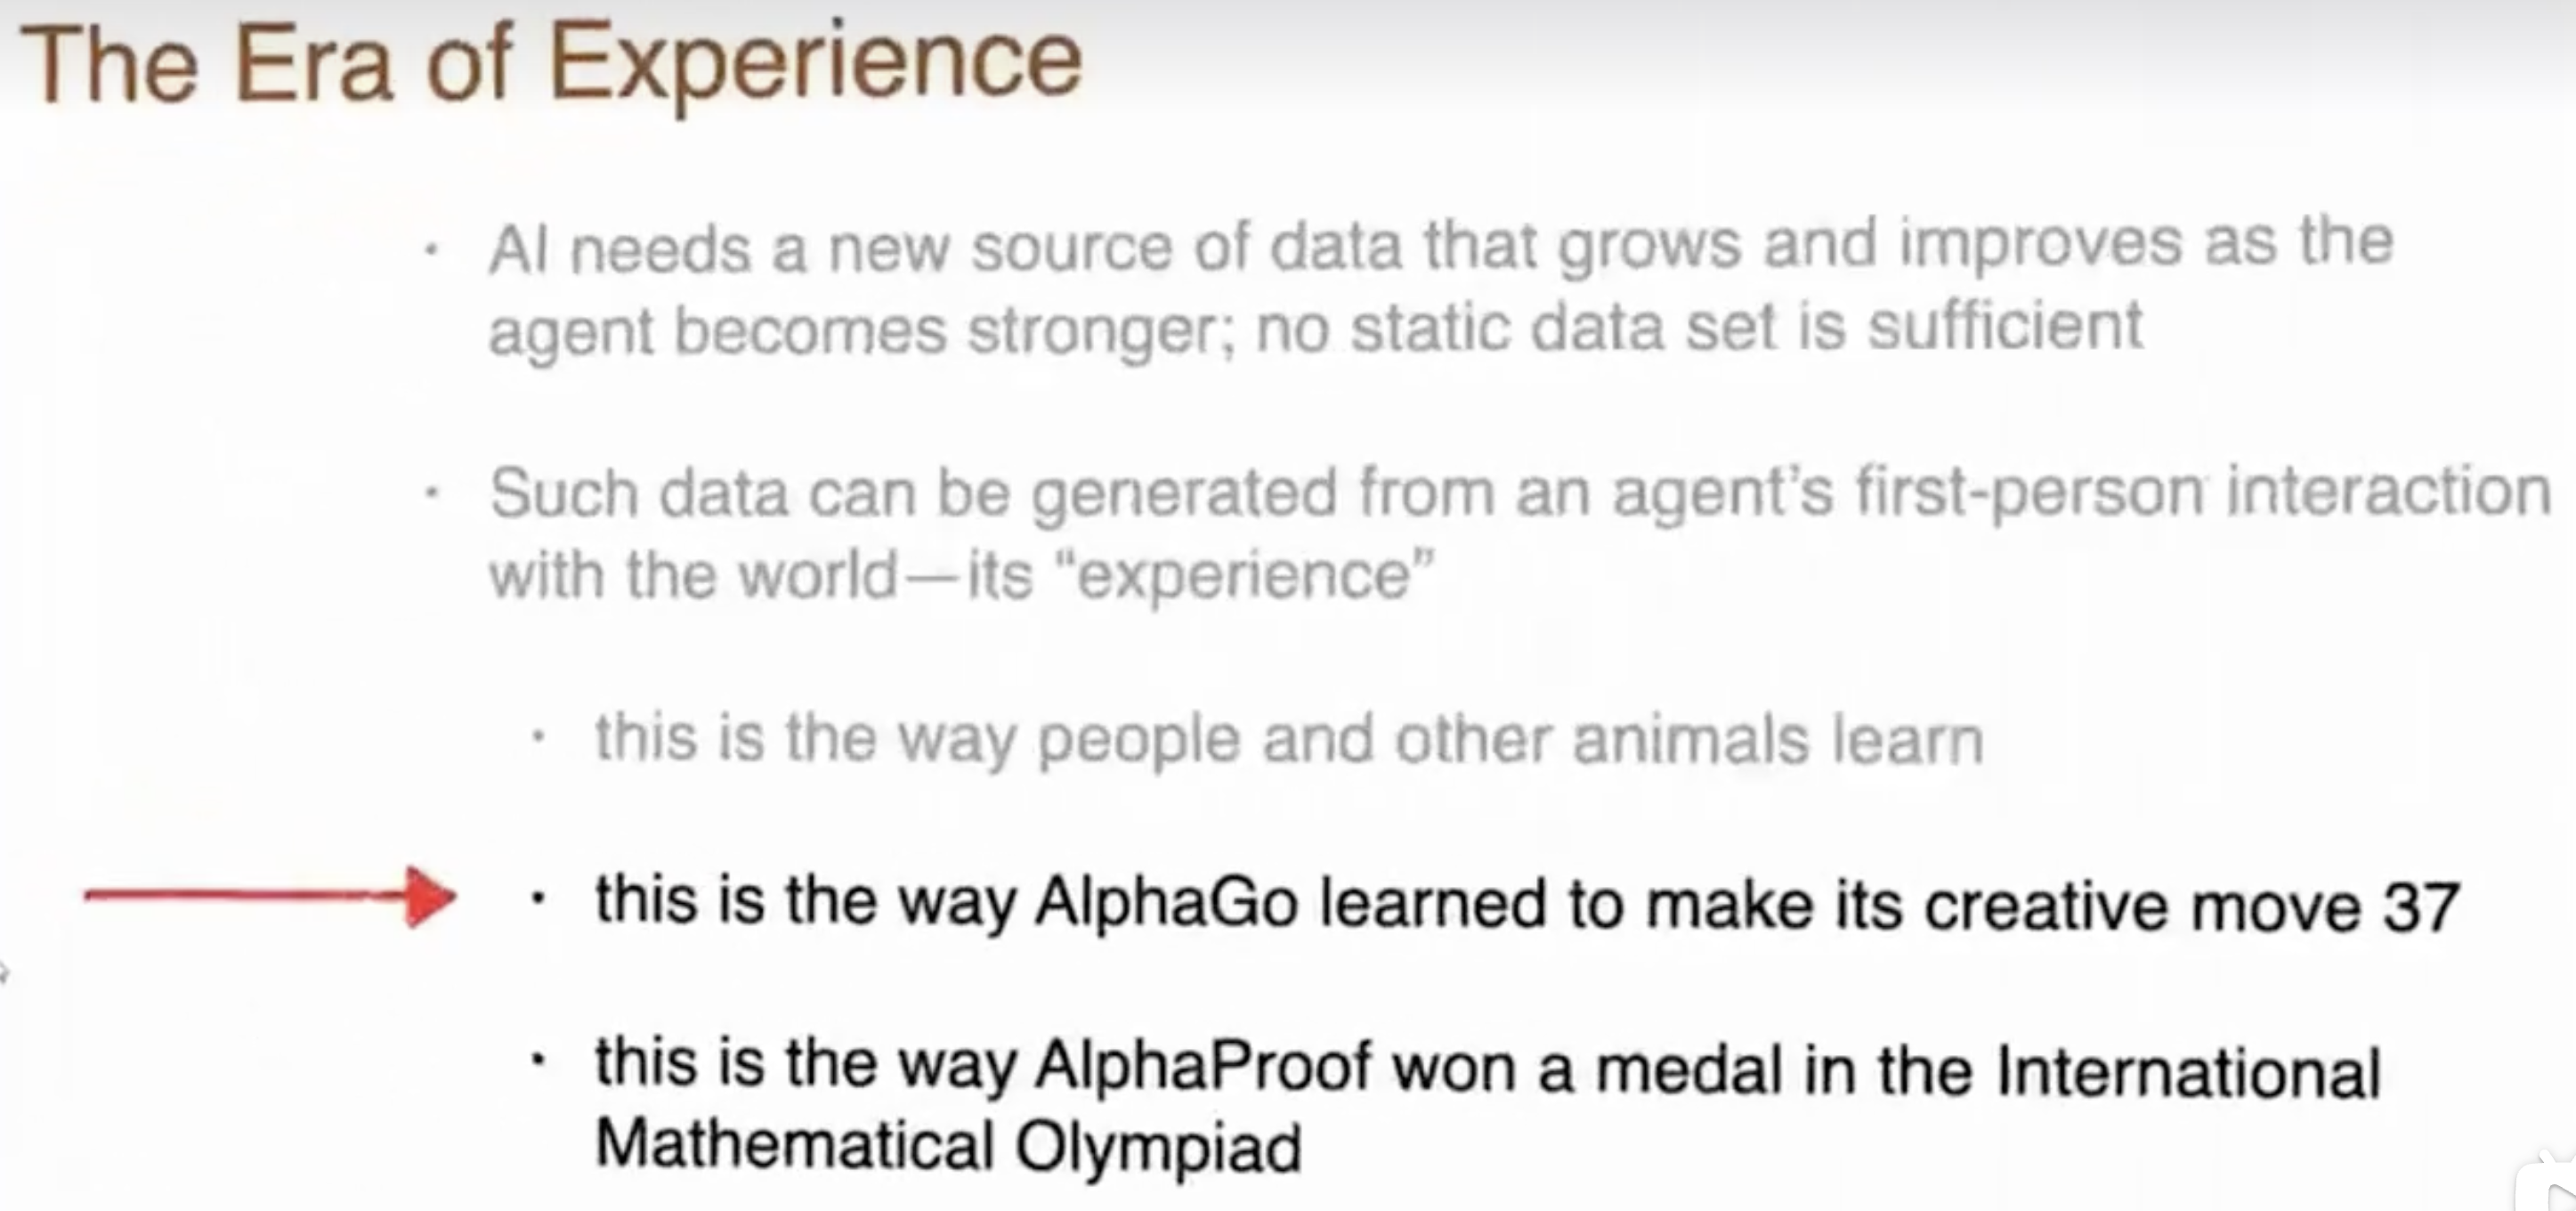 The Era of Experience
· AI needs a new source of data that grows and improves as the
agent becomes stronger; no static data set is sufficient
· Such data can be generated from an agent’s first-person interaction
with the world—its “experience”
· this is the way people and other animals learn
· this is the way AlphaGo learned to make its creative move 37
· this is the way AlphaProof won a medal in the International
Mathematical Olympiad